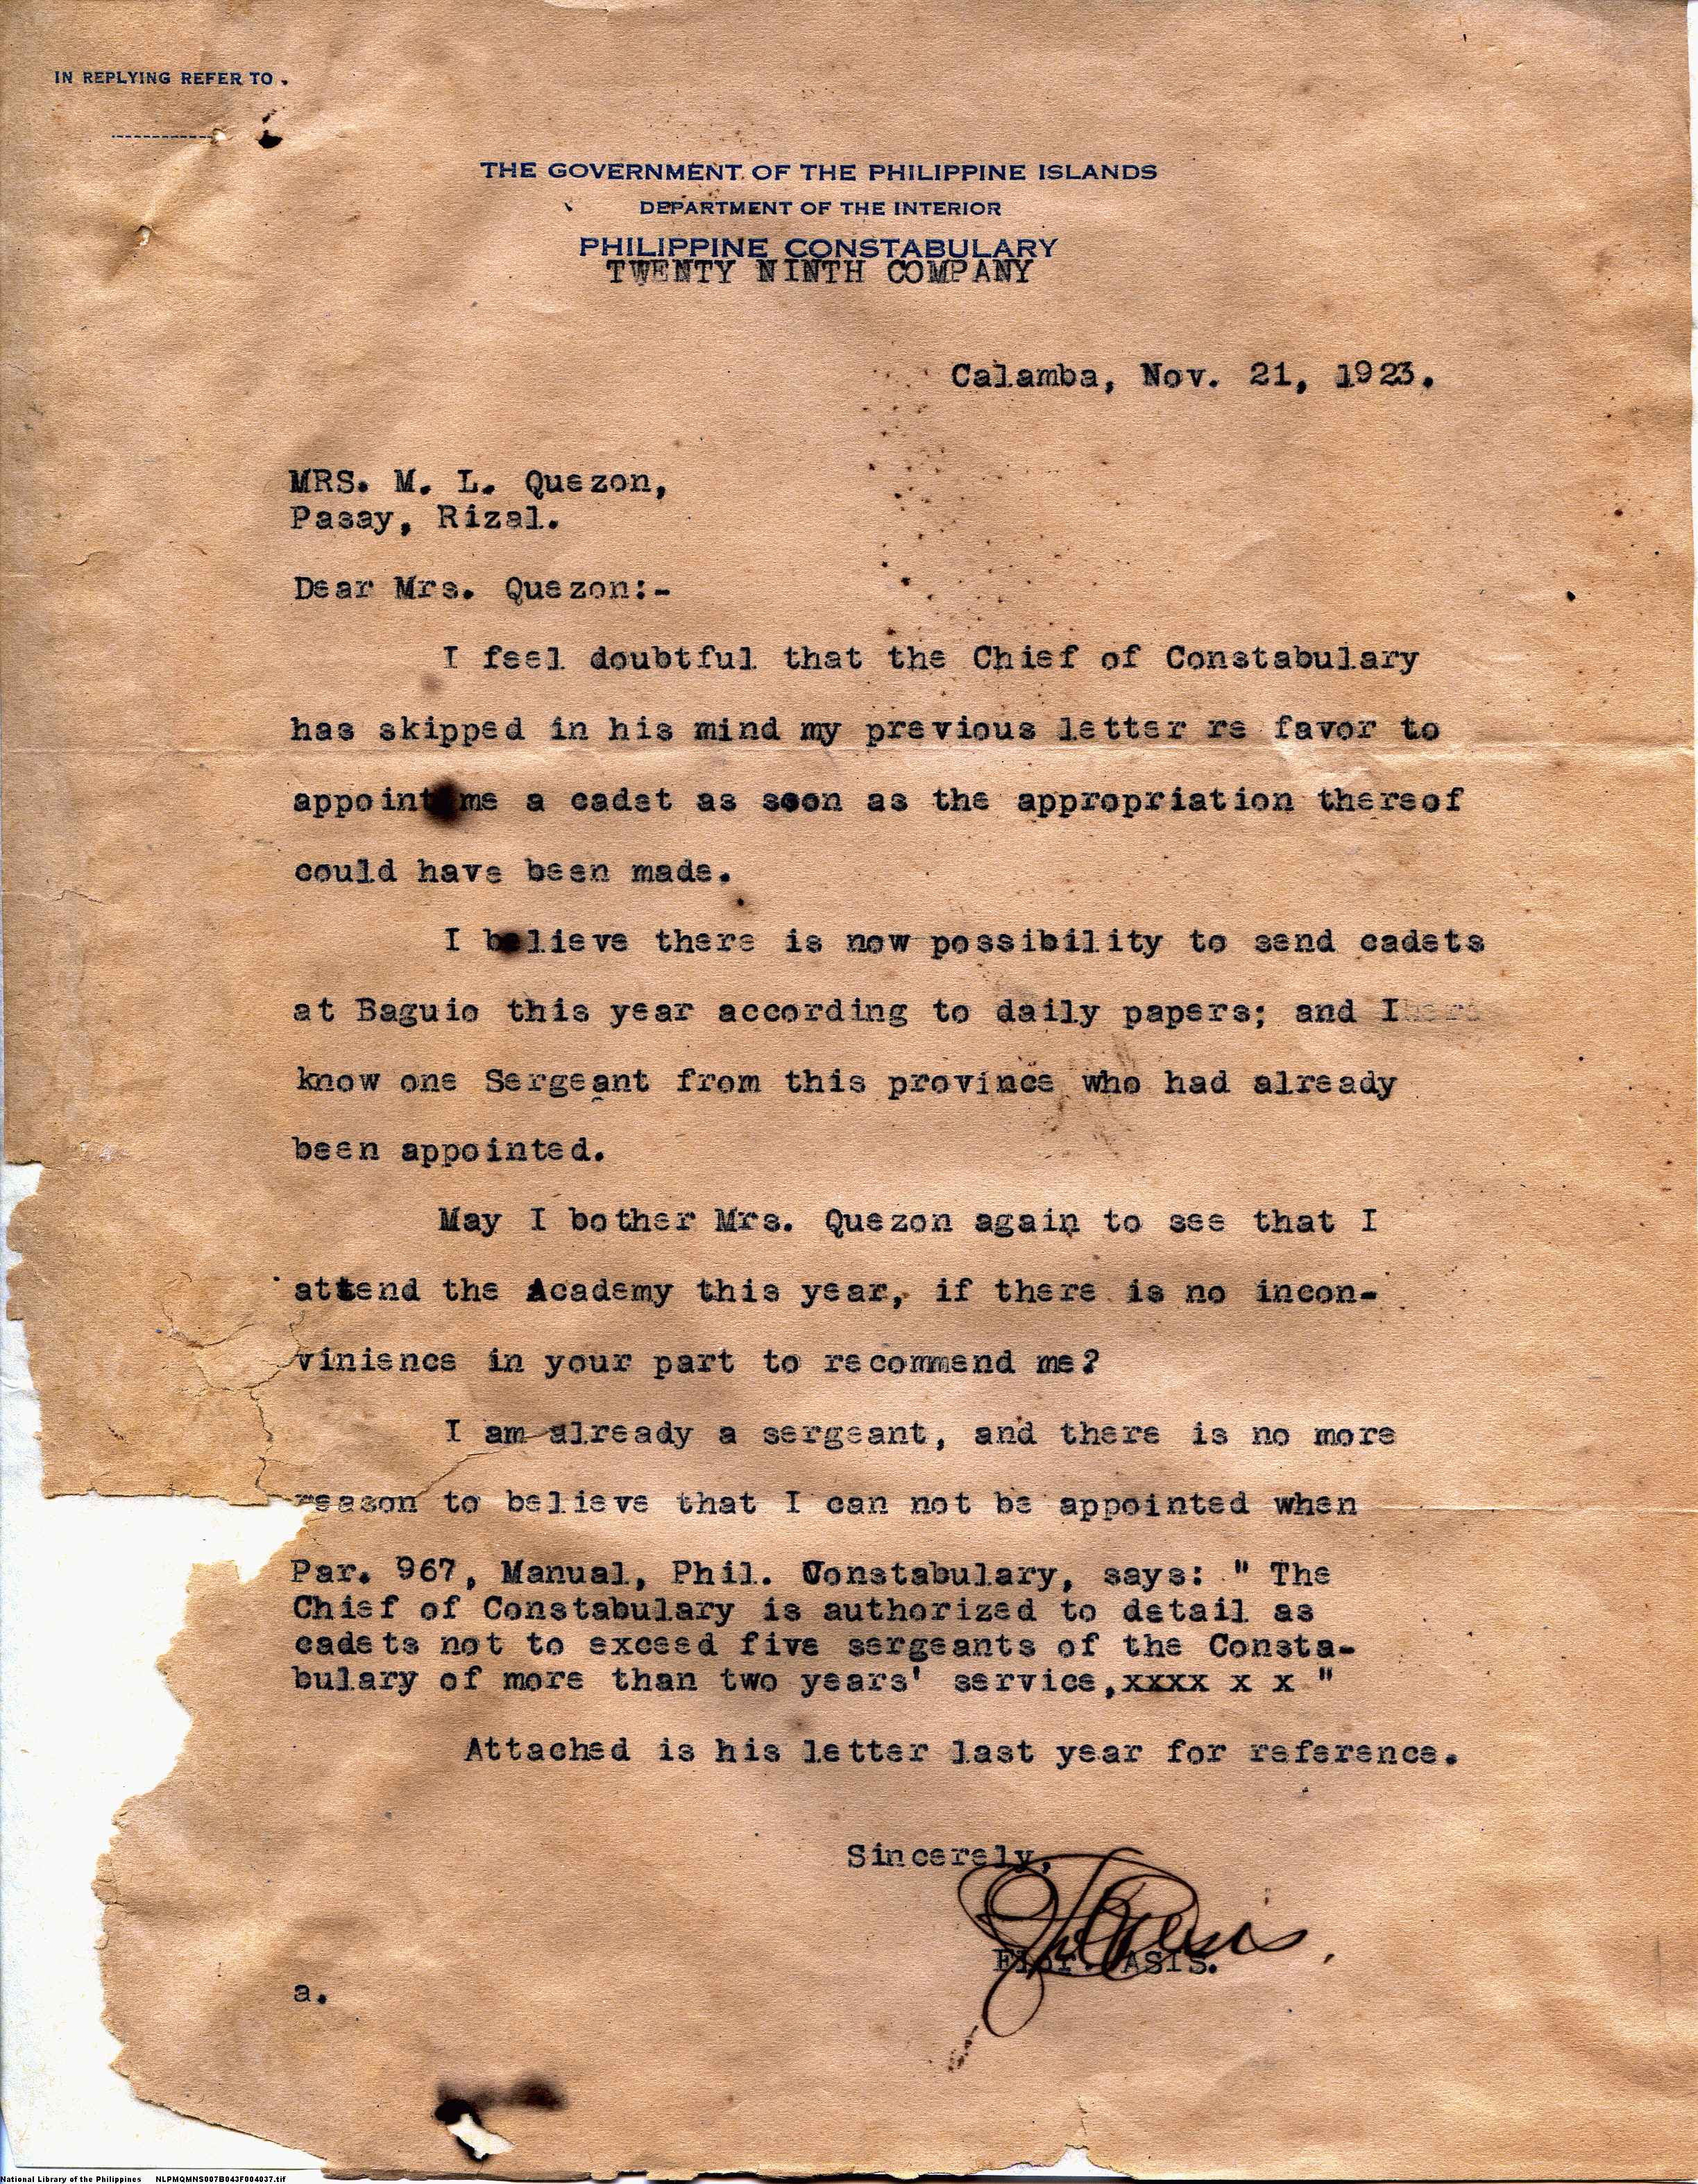 IN REPLYING REFER TO
THE GOVERNMENT OF THE PHILIPPINE ISLANDS
DEPARTMENT OF THE INTERIOR
PHILIPPINE CONSTABULARY
TWENTY NINTH COMPANY
Calamba, Nov. 21, 1923.
MRS. M. L. Quezon,
Pasay, Rizal.
Dear Mrs. Quezon:-
I feel doubtful that the Chief of Constabulary
has skipped in his mind my previous letter re favor to
appoint me a cadet as soon as the appropriation thereof
could have been made.
I believe there is now possibility to send cadets
at Baguio this year according to daily papers; and I
know one Sergeant from this province who had already
been appointed.
May I bother Mrs. Quezon again to see that I
attend the Academy this year, if there is no incon-
vinience in your part to recommend me?
I am already a sergeant, and there is no more
reason to believe that I can not be appointed when
Par. 967, Manual, Phil. Constabulary, says: " The
Chief of Constabulary is authorized to detail as
cadets not to exceed five sergeants of the Consta-
bulary of more than two years' service,xxxx x x "
Attached is his letter last year for reference.
Sincerely,
ASIS.
a.
National Library of the Philippines NLPMQMNS007B043F004037.tif